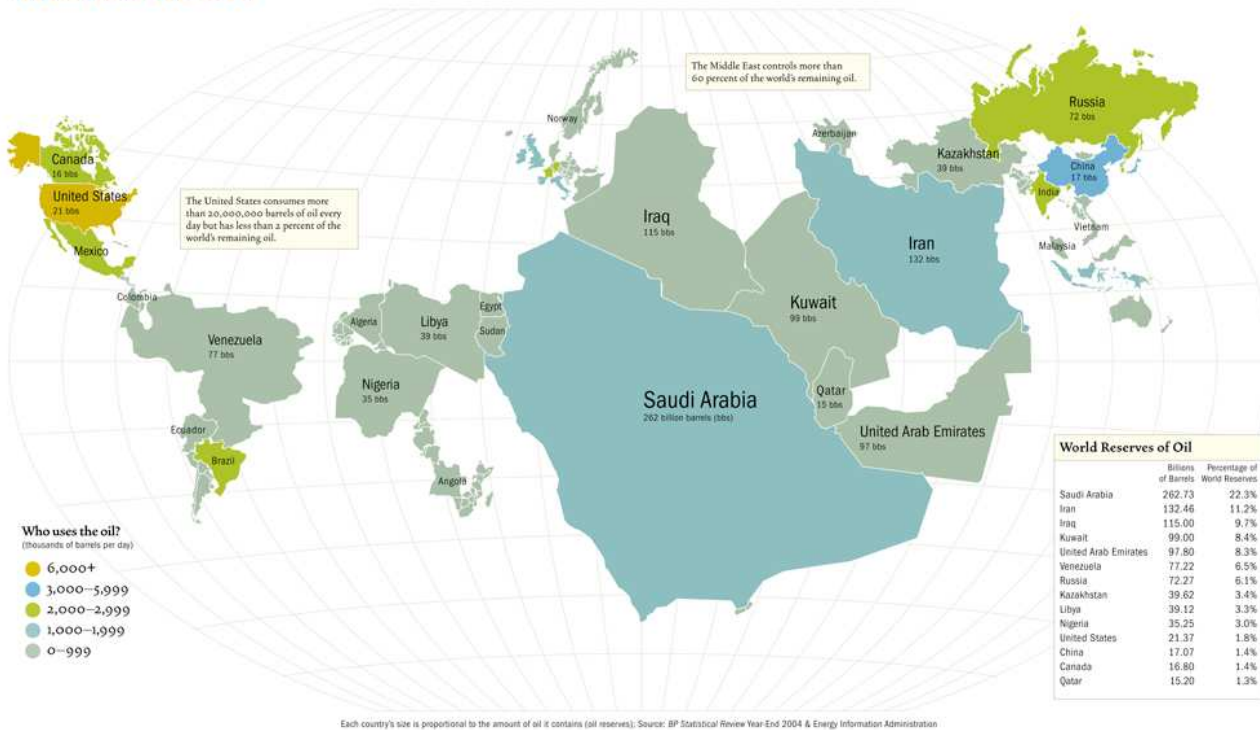 The Middle East controls more than
60 percent of the world's remaining oil.
Norway
Azerbaijan
Russia
72 bbs
Canada
16 bbs
United States
21 bbs
Mexico
The United States consumes more
than 20,000,000 barrels of oil every
day but has less than 2 percent of the
world's remaining oil.
Kazakhstan
39 bbs
China
17 bbs
India
Vietnam
Malaysia
Iraq
115 bbs
Iran
132 bbs
Kuwait
99 bbs
Colombia
Venezuela
77 bbs
Algeria
Libya
39 bbs
Egypt
Sudan
Nigeria
35 bbs
Saudi Arabia
262 billion barrels (bbs)
Qatar
15 bbs
United Arab Emirates
97 bbs
Ecuador
Brazil
Angola
Who uses the oil?
(thousands of barrels per day)
6,000+
3,000–5,999
2,000–2,999
1,000–1,999
0–999
World Reserves of Oil
Billions of Barrels Percentage of World Reserves
Saudi Arabia 262.73 22.3%
Iran 132.46 11.2%
Iraq 115.00 9.7%
Kuwait 99.00 8.4%
United Arab Emirates 97.80 8.3%
Venezuela 77.22 6.5%
Russia 72.27 6.1%
Kazakhstan 39.62 3.4%
Libya 39.12 3.3%
Nigeria 35.25 3.0%
United States 21.37 1.8%
China 17.07 1.4%
Canada 16.80 1.4%
Qatar 15.20 1.3%
Each country's size is proportional to the amount of oil it contains (oil reserves); Source: BP Statistical Review Year-End 2004 & Energy Information Administration